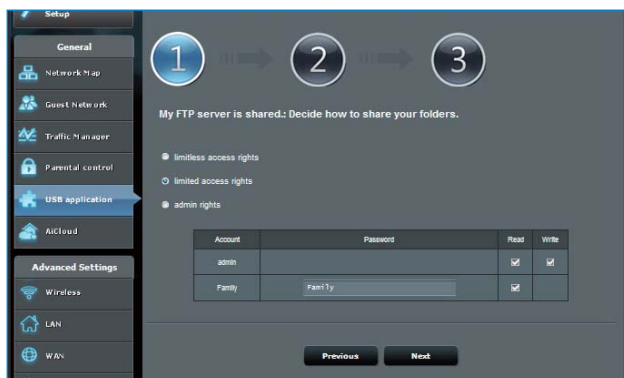 Setup
General
Network Map
Guest Network
Traffic Manager
Parental control
USB application
AiCloud
Advanced Settings
Wireless
LAN
WAN
1
2
3
My FTP server is shared.: Decide how to share your folders.
limitless access rights
limited access rights
admin rights
Account Password Read Write
admin
Family Family
Previous Next